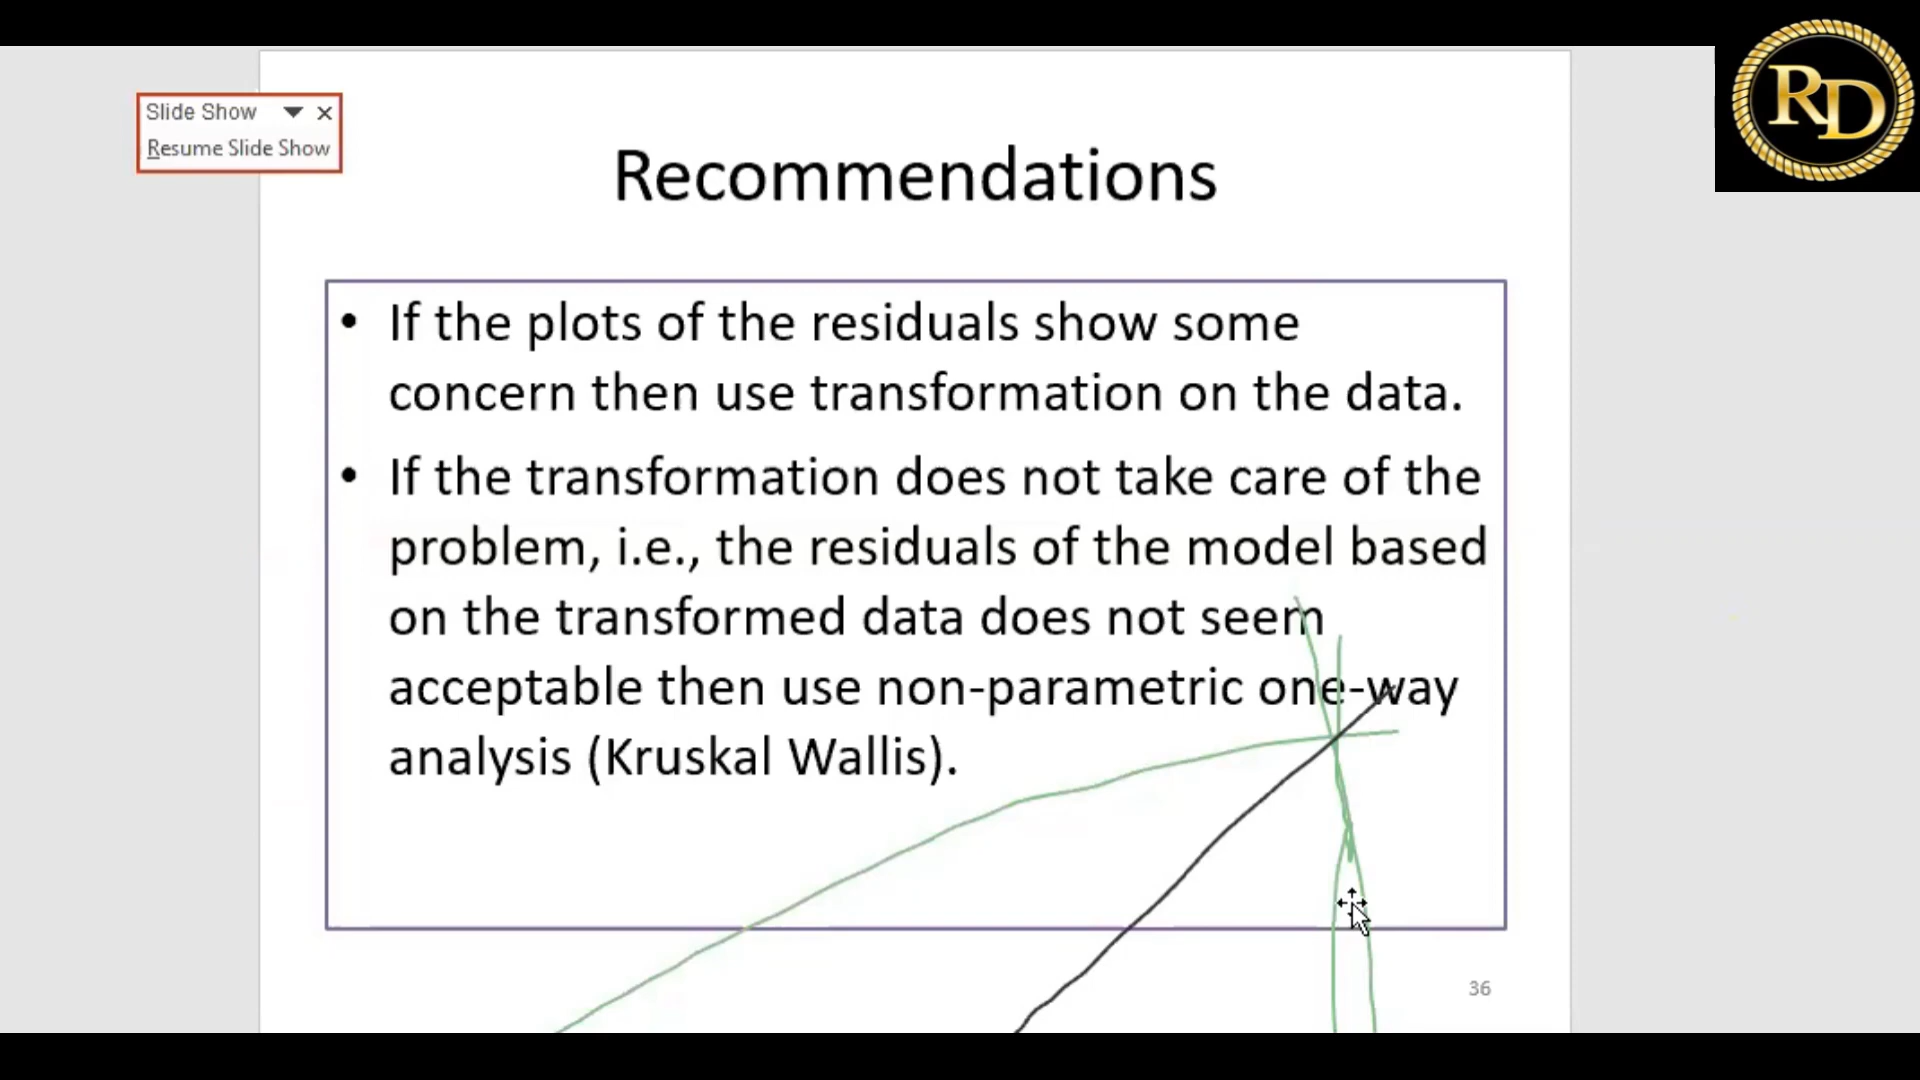 RD
Slide Show
Resume Slide Show
Recommendations
• If the plots of the residuals show some
concern then use transformation on the data.
• If the transformation does not take care of the
problem, i.e., the residuals of the model based
on the transformed data does not seem
acceptable then use non-parametric one-way
analysis (Kruskal Wallis).
36